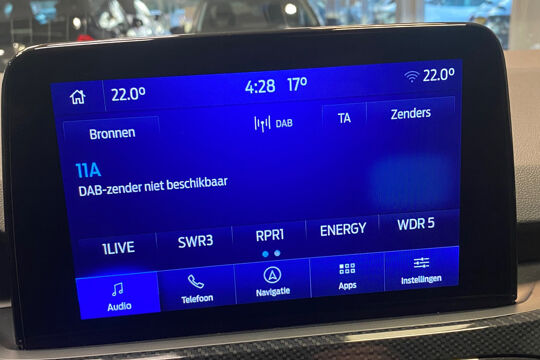 22.0° 4:28 17° 22.0°
Bronnen DAB TA Zenders
11A
DAB-zender niet beschikbaar
1LIVE SWR3 RPR1 ENERGY WDR 5
Audio Telefoon Navigatie Apps Instellingen